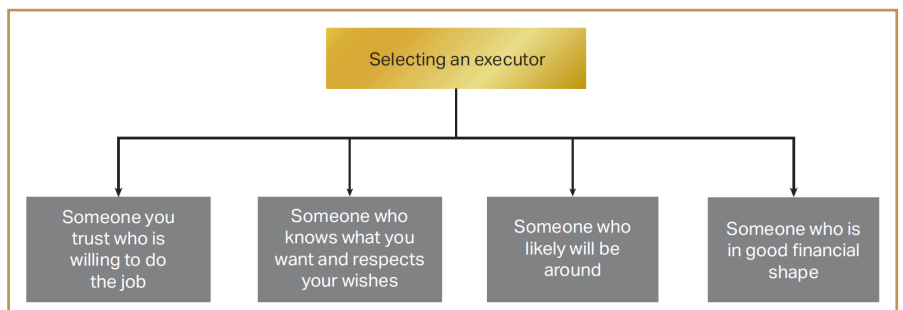 Selecting an executor
Someone you
trust who is
willing to do
the job
Someone who
knows what you
want and respects
your wishes
Someone who
likely will be
around
Someone who is
in good financial
shape